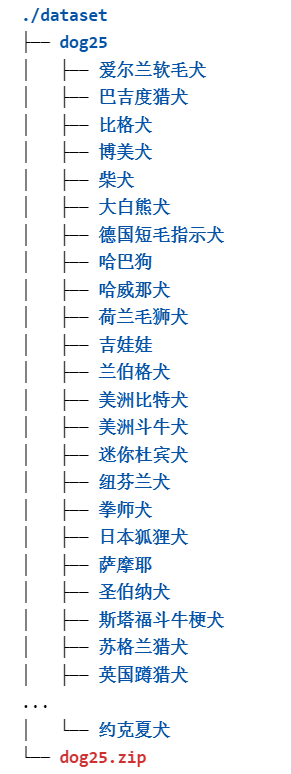 ./dataset
├── dog25
│   ├── 爱尔兰软毛犬
│   ├── 巴吉度猎犬
│   ├── 比格犬
│   ├── 博美犬
│   ├── 柴犬
│   ├── 大白熊犬
│   ├── 德国短毛指示犬
│   ├── 哈巴狗
│   ├── 哈威那犬
│   ├── 荷兰毛狮犬
│   ├── 吉娃娃
│   ├── 兰伯格犬
│   ├── 美洲比特犬
│   ├── 美洲斗牛犬
│   ├── 迷你杜宾犬
│   ├── 纽芬兰犬
│   ├── 拳师犬
│   ├── 日本狐狸犬
│   ├── 萨摩耶
│   ├── 圣伯纳犬
│   ├── 斯塔福斗牛梗犬
│   ├── 苏格兰猎犬
│   ├── 英国蹲猎犬
...
│   └── 约克夏犬
└── dog25.zip